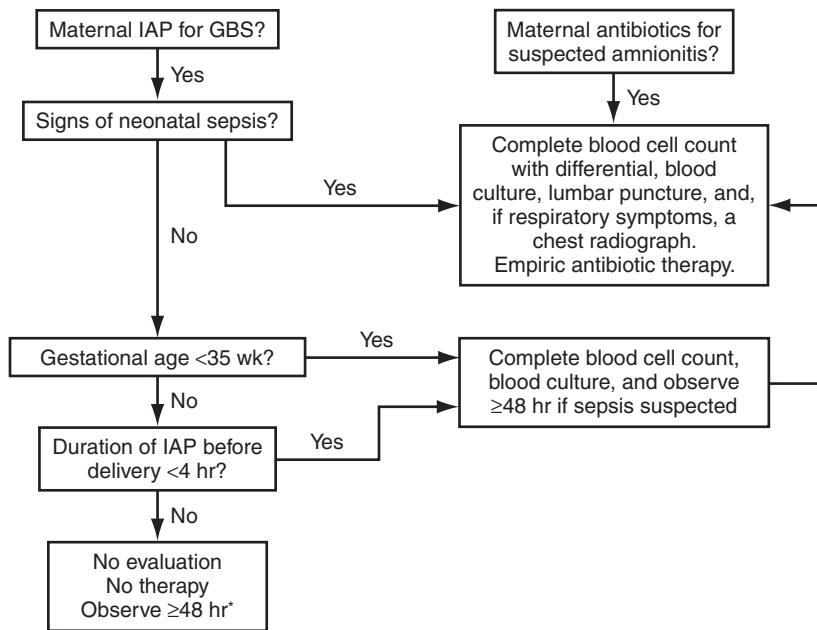 Maternal IAP for GBS?
Yes
Signs of neonatal sepsis?
Maternal antibiotics for
suspected amnionitis?
Yes
Yes
Complete blood cell count
with differential, blood
culture, lumbar puncture, and,
if respiratory symptoms, a
chest radiograph.
Empiric antibiotic therapy.
No
Gestational age <35 wk?
Yes
Complete blood cell count,
blood culture, and observe
≥48 hr if sepsis suspected
No
Duration of IAP before
delivery <4 hr?
Yes
No
No evaluation
No therapy
Observe ≥48 hr*